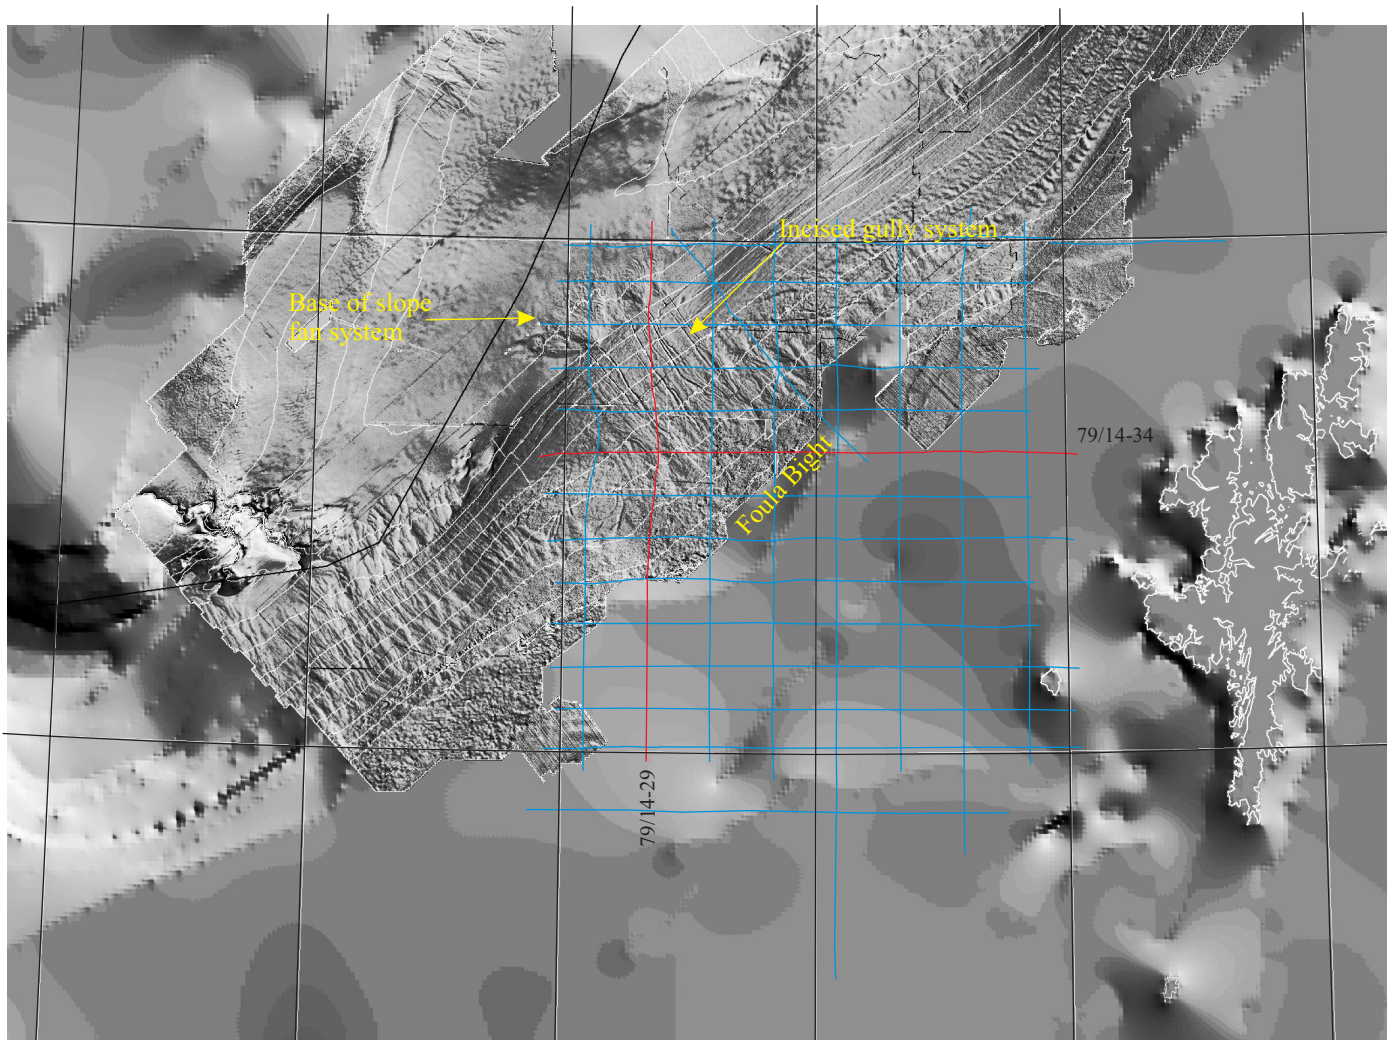 Incised gully system
Base of slope
fan system
79/14-34
Foula Bight
79/14-29